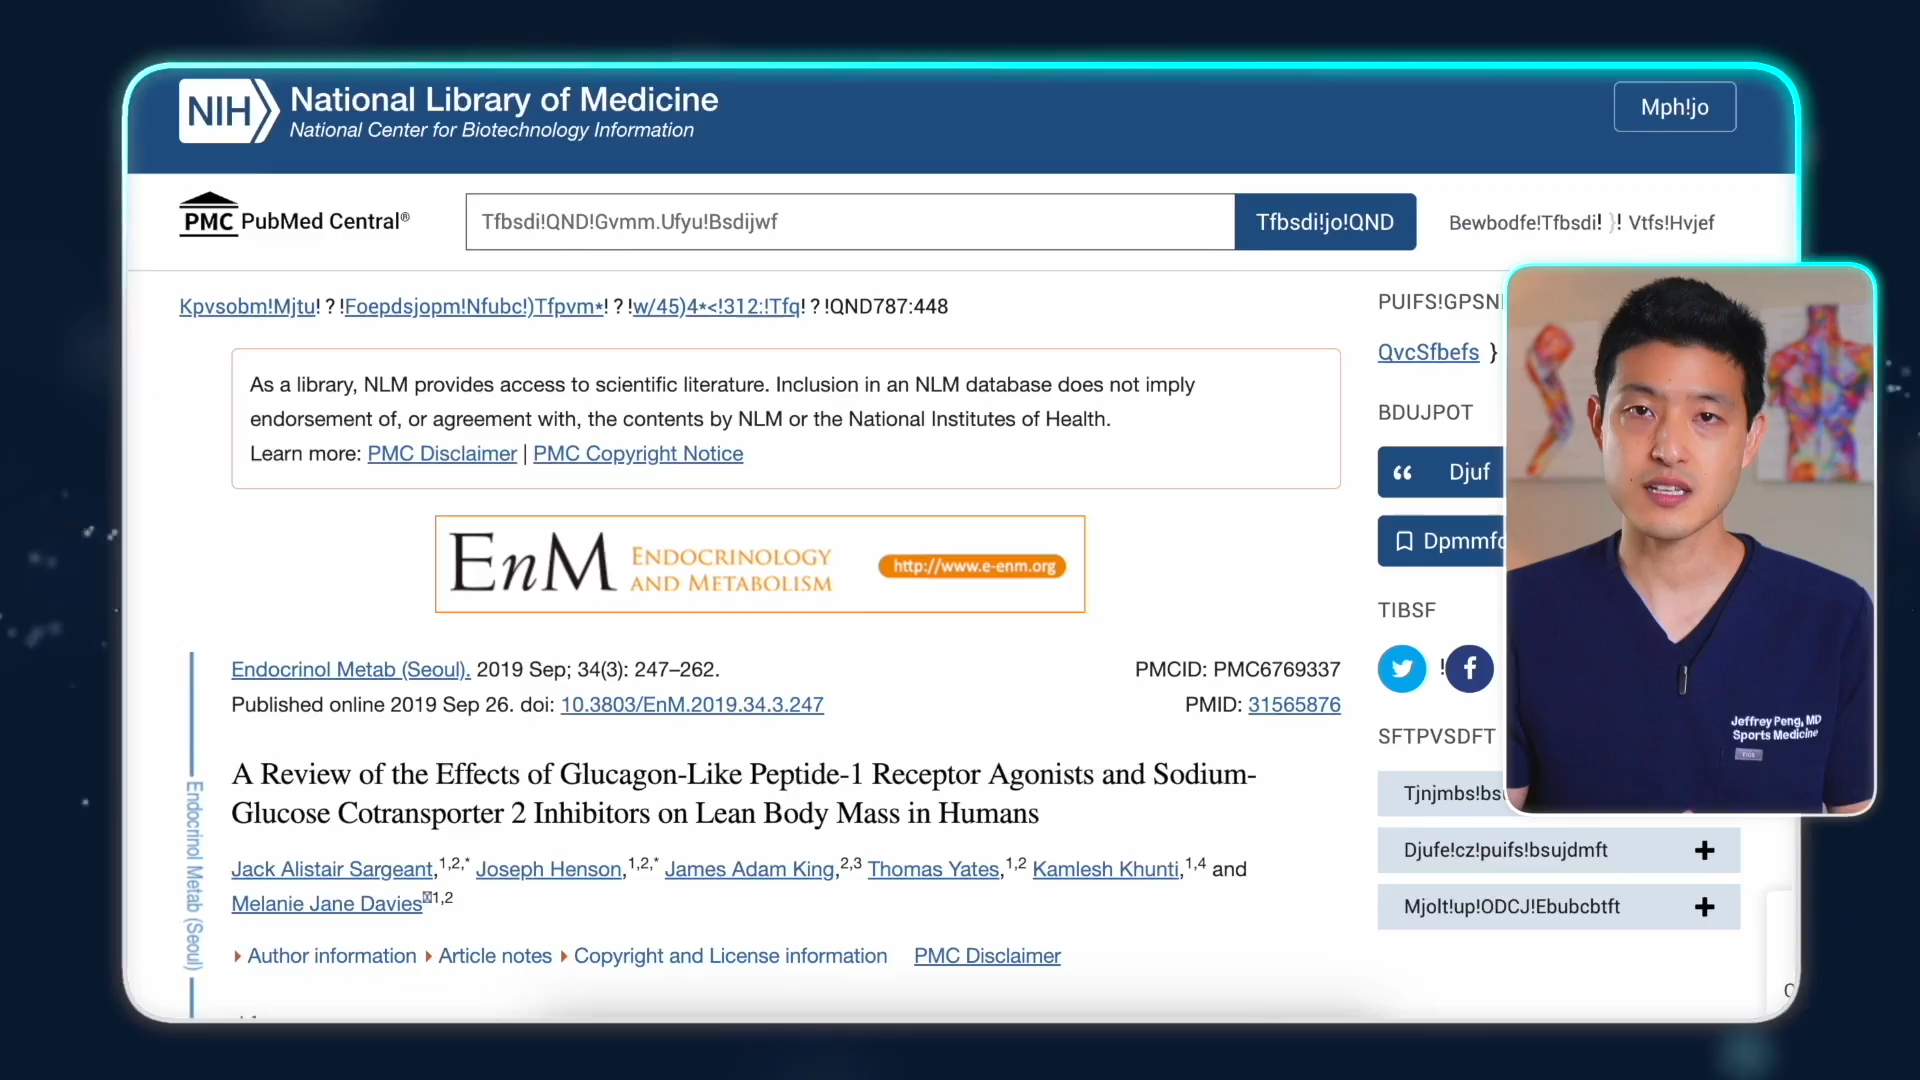 NIH National Library of Medicine
National Center for Biotechnology Information
Mph!jo
PMC PubMed Central®
Tfbsdi!QND!Gvmm.Ufyu!Bsdijwf
Tfbsdi!jo!QND
Bewbodfe!Tfbsdi! }! Vtfs!Hvjef
Kpvsobm!Mjtu! ? !Foepdsjopm!Nfubc!)Tfpvm*! ? !w/45)4*<!312:!Tfq! ? !QND787:448
As a library, NLM provides access to scientific literature. Inclusion in an NLM database does not imply
endorsement of, or agreement with, the contents by NLM or the National Institutes of Health.
Learn more: PMC Disclaimer | PMC Copyright Notice
EnM ENDOCRINOLOGY
AND METABOLISM
http://www.e-enm.org
Endocrinol Metab (Seoul). 2019 Sep; 34(3): 247–262.
PMCID: PMC6769337
Published online 2019 Sep 26. doi: 10.3803/EnM.2019.34.3.247
PMID: 31565876
A Review of the Effects of Glucagon-Like Peptide-1 Receptor Agonists and Sodium-
Glucose Cotransporter 2 Inhibitors on Lean Body Mass in Humans
Jack Alistair Sargeant,1,2,* Joseph Henson,1,2,* James Adam King,2,3 Thomas Yates,1,2 Kamlesh Khunti,1,4 and
Melanie Jane Davies1,2
Author information Article notes Copyright and License information PMC Disclaimer
Endocrinol Metab (Seoul)
PUIFS!GPSN
QvcSfbefs }
BDUJPOT
Djuf
Dpmmfd
TIBSF
!
SFTPVSDFT
Tjnjmbs!bs
Djufe!cz!puifs!bsujdmft +
Mjolt!up!ODCJ!Ebubcbtft +
Jeffrey Peng, MD
Sports Medicine